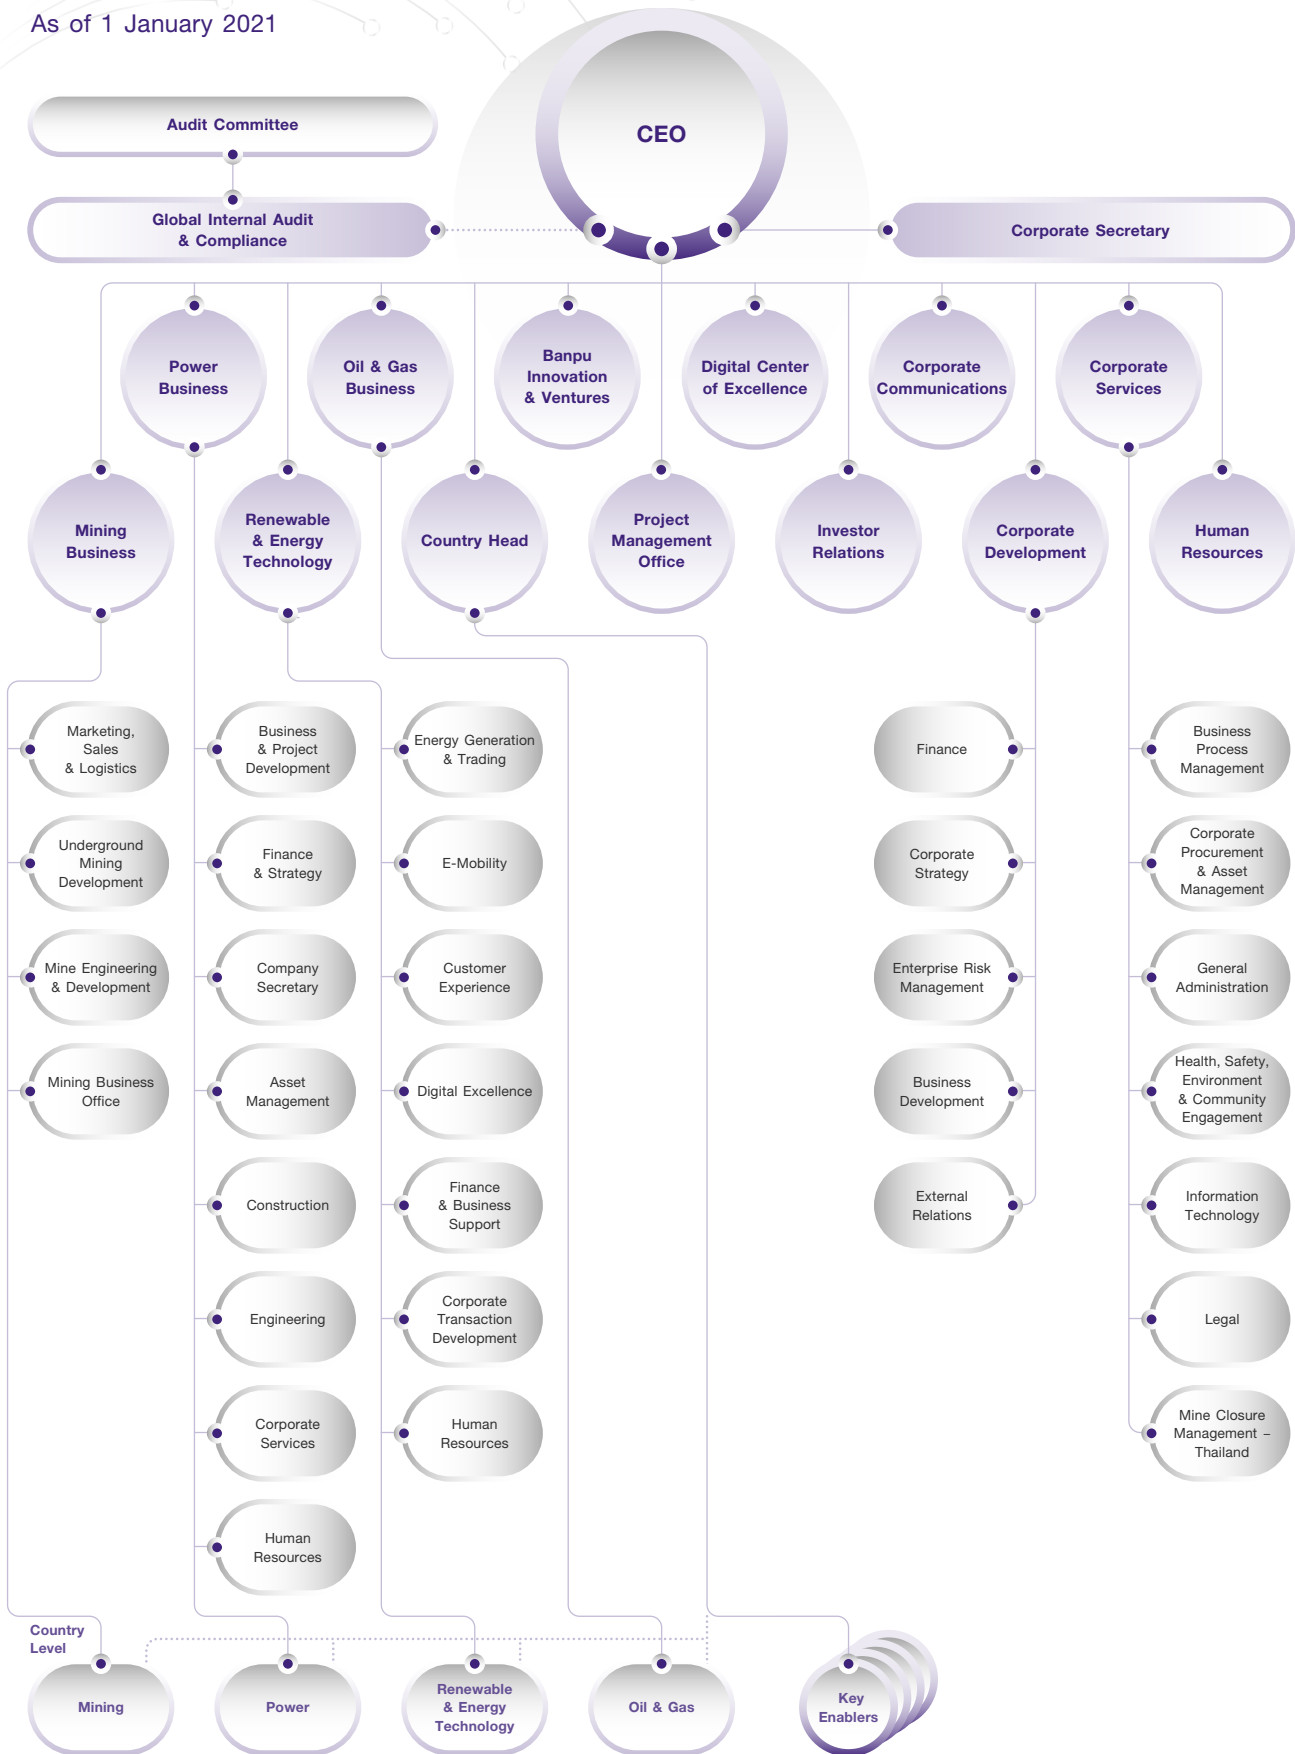 As of 1 January 2021
Audit Committee
CEO
Global Internal Audit
& Compliance
Corporate Secretary
Power
Business
Oil & Gas
Business
Banpu
Innovation
& Ventures
Digital Center
of Excellence
Corporate
Communications
Corporate
Services
Mining
Business
Renewable
& Energy
Technology
Country Head
Project
Management
Office
Investor
Relations
Corporate
Development
Human
Resources
Marketing,
Sales
& Logistics
Underground
Mining
Development
Mine Engineering
& Development
Mining Business
Office
Business
& Project
Development
Finance
& Strategy
Company
Secretary
Asset
Management
Construction
Engineering
Corporate
Services
Human
Resources
Energy Generation
& Trading
E-Mobility
Customer
Experience
Digital Excellence
Finance
& Business
Support
Corporate
Transaction
Development
Human
Resources
Finance
Corporate
Strategy
Enterprise Risk
Management
Business
Development
External
Relations
Business
Process
Management
Corporate
Procurement
& Asset
Management
General
Administration
Health, Safety,
Environment
& Community
Engagement
Information
Technology
Legal
Mine Closure
Management –
Thailand
Country
Level
Mining
Power
Renewable
& Energy
Technology
Oil & Gas
Key
Enablers